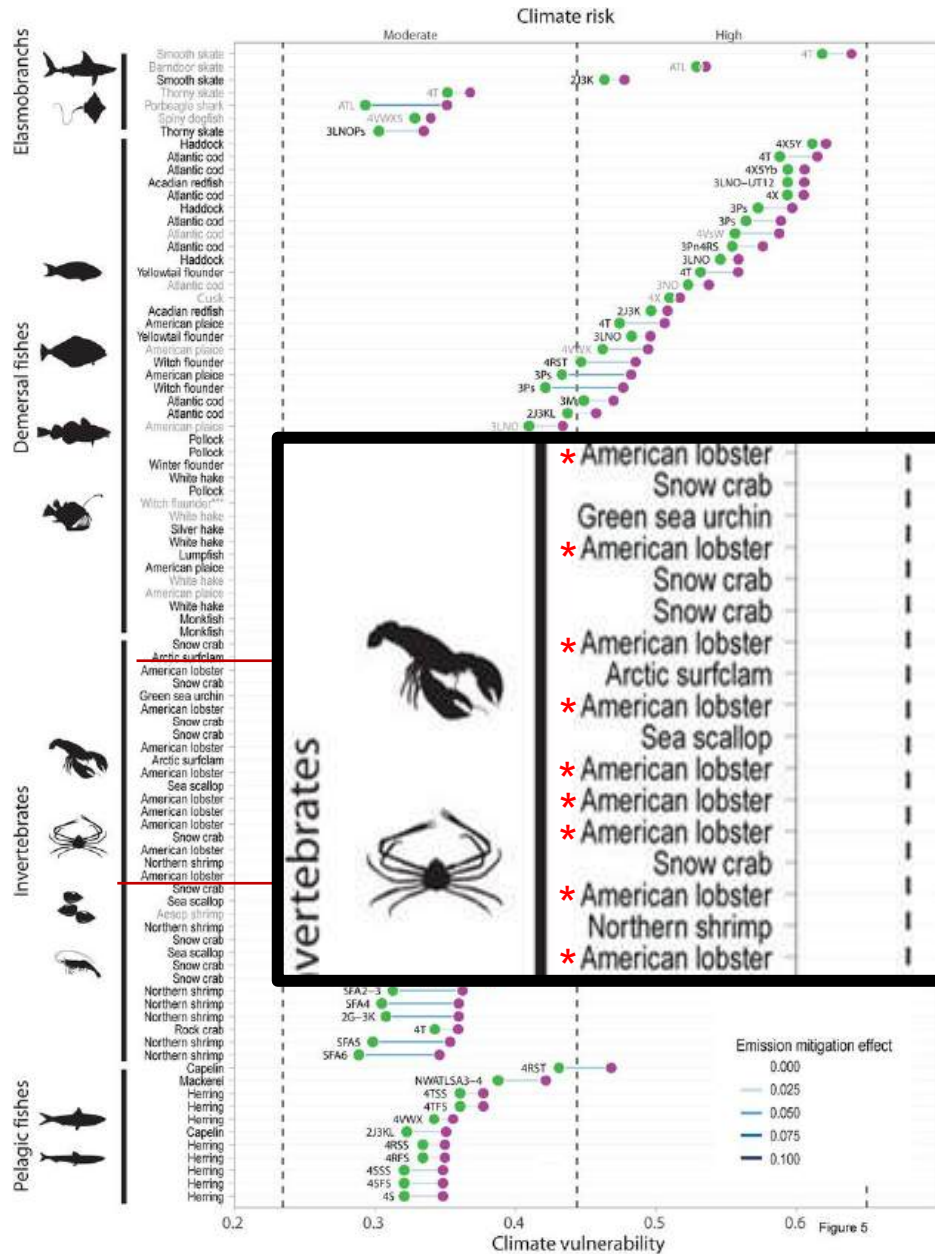 Climate risk
Moderate High
Elasmobranchs
Smooth skate 4T
Barndoor skate ATL
Smooth skate 2J3K
Thorny skate 4T
Porbeagle shark ATL
Spiny dogfish 4VWX5
Thorny skate 3LNOPs
Demersal fishes
Haddock 4X5Y
Atlantic cod 4T
Atlantic cod 4X5Yb
Acadian redfish 3LNO-UT12
Atlantic cod 4X
Haddock 3Ps
Atlantic cod 3Ps
Atlantic cod 4VsW
Atlantic cod 3Pn4RS
Haddock 3LNO
Yellowtail flounder 4T
Atlantic cod 3NO
Cusk 4X
Acadian redfish 2J3K
American plaice 4T
Yellowtail flounder 3LNO
American plaice 4VWX
Witch flounder 4RST
American plaice 3Ps
Witch flounder 3Ps
Atlantic cod 3M
Atlantic cod 2J3KL
American plaice 3LNO
Pollock
Pollock
Winter flounder
White hake
Pollock
Witch flounder***
White hake
Silver hake
White hake
Lumpfish
American plaice
White hake
American plaice
White hake
Monkfish
Monkfish
Invertebrates
Snow crab
Arctic surfclam
American lobster
Snow crab
Green sea urchin
American lobster
Snow crab
Snow crab
American lobster
Arctic surfclam
American lobster
Sea scallop
American lobster
American lobster
American lobster
Snow crab
American lobster
Northern shrimp
American lobster
Snow crab
Sea scallop
Aesop shrimp
Northern shrimp
Snow crab
Sea scallop
Snow crab
Snow crab
Northern shrimp SFA2-3
Northern shrimp SFA4
Northern shrimp 2G-3K
Rock crab 4T
Northern shrimp SFA5
Northern shrimp SFA6
vertebrates
* American lobster
Snow crab
Green sea urchin
* American lobster
Snow crab
Snow crab
* American lobster
Arctic surfclam
* American lobster
Sea scallop
* American lobster
* American lobster
* American lobster
Snow crab
* American lobster
Northern shrimp
* American lobster
Pelagic fishes
Capelin 4RST
Mackerel NWATLSA3-4
Herring 4TSS
Herring 4TFS
Herring 4VWX
Capelin 2J3KL
Herring 4RSS
Herring 4RFS
Herring 4SSS
Herring 4SFS
Herring 4S
Emission mitigation effect
0.000
0.025
0.050
0.075
0.100
0.2 0.3 0.4 0.5 0.6
Figure 5
Climate vulnerability